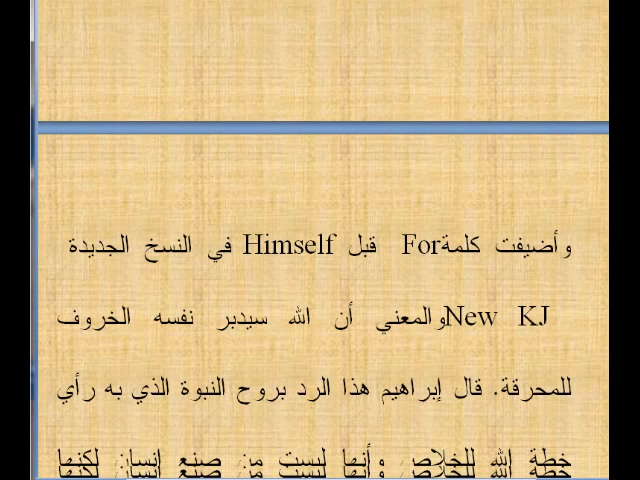 وأضيفت كلمةFor قبل Himself في النسخ الجديدة
New KJوالمعني أن الله سيدبر نفسه الخروف
للمحرقة. قال إبراهيم هذا الرد بروح النبوة الذي به رأي
خطة الله للخلاص وأنها ليست من صنع إنسان لكنها